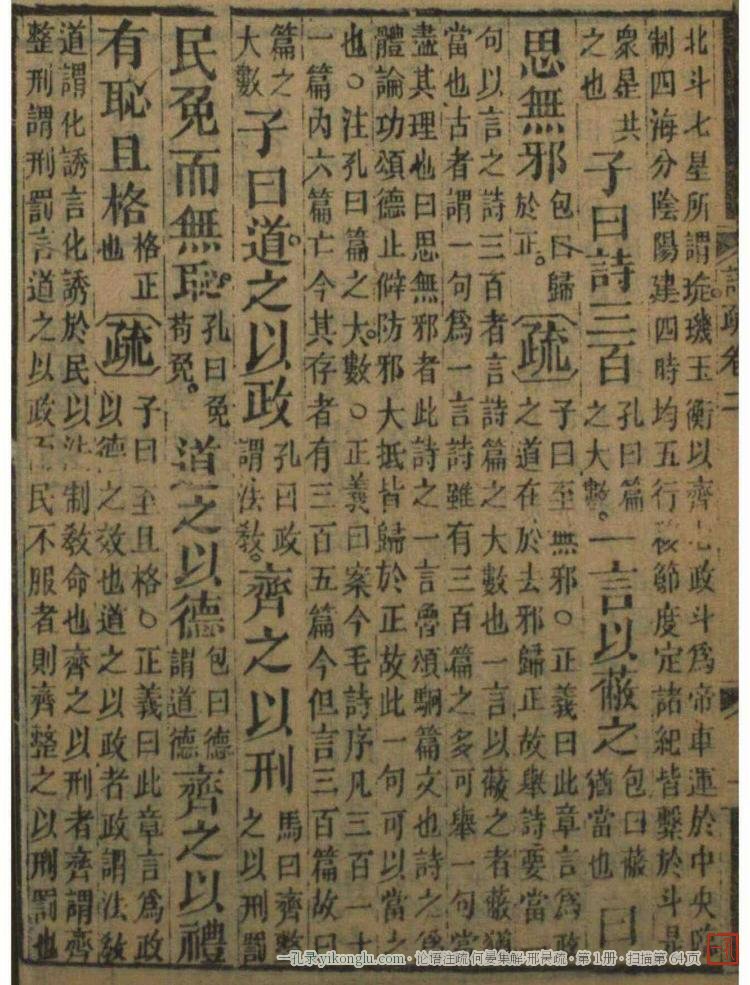 北斗七星所謂琁璣玉衡以齊七政斗爲帝車運於中央臨
制四海分陰陽建四時均五行移節度定諸紀皆繫於斗是
衆星共之也子曰詩三百孔曰篇之大數一言以蔽之包曰蔽猶當也曰
思無邪包曰歸於正疏子曰至無邪○正義曰此章言爲政之道在於去邪歸正故舉詩要當一
句以言之詩三百者言詩篇之大數也一言以蔽之者蔽猶
當也古者謂一句爲一言詩雖有三百篇之多可舉一句當
盡其理也曰思無邪者此詩之一言魯頌駉篇文也詩之爲
體論功頌德止僻防邪大抵皆歸於正故此一句可以當之
也○注孔曰篇之大數○正義曰案今毛詩序凡三百一十
一篇內六篇亡今其存者有三百五篇今但言三百篇故曰
篇之大數子曰道之以政孔曰政謂法教齊之以刑馬曰齊整之以刑罰
民免而無恥孔曰免苟免道之以德包曰德謂道德齊之以禮
有恥且格格正也疏子曰至且格○正義曰此章言爲政以德之效也道之以政者政謂法教
道謂化誘言化誘於民以法制教命也齊之以刑者齊謂齊
整刑謂刑罰言道之以政而民不服者則齊整之以刑罰也
論疏卷二
一孔录yikonglu.com·论语注疏.何晏集解.邢昺疏·第1册·扫描第64页